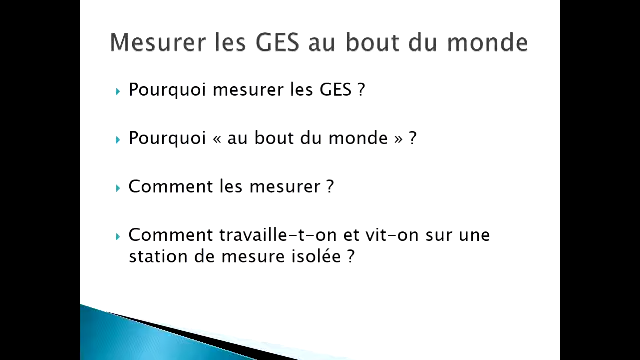 Mesurer les GES au bout du monde
Pourquoi mesurer les GES ?
Pourquoi « au bout du monde » ?
Comment les mesurer ?
Comment travaille-t-on et vit-on sur une
station de mesure isolée ?